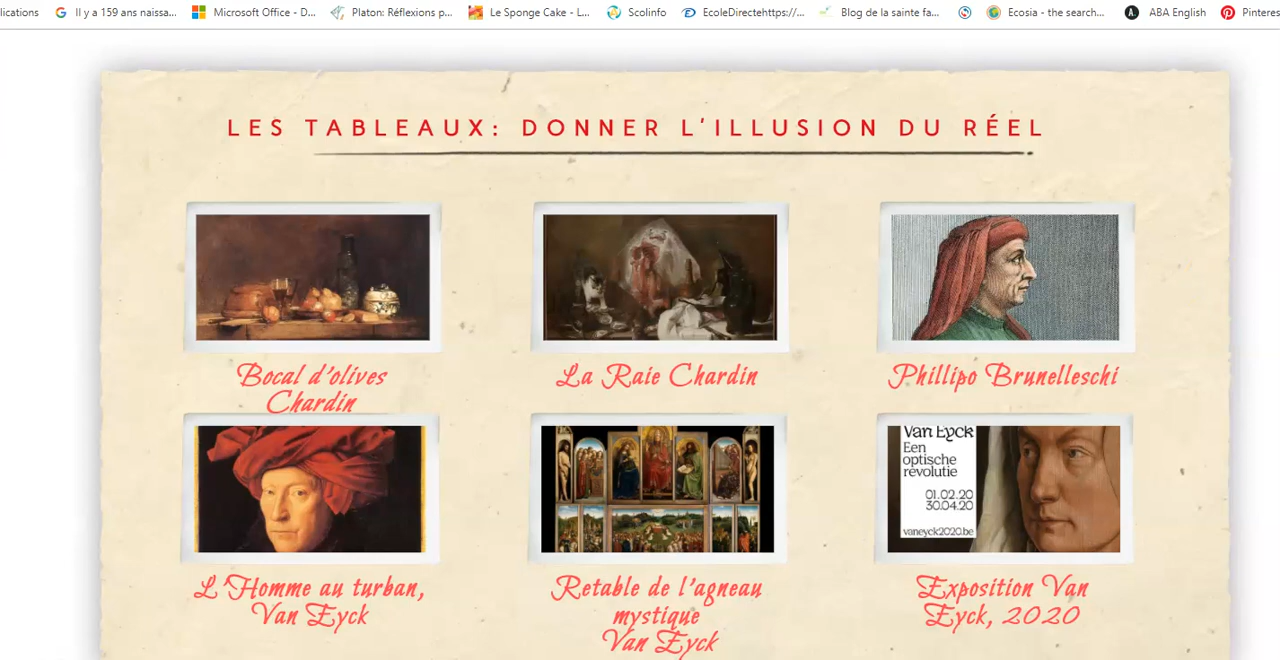 lications
Il y a 159 ans naissa...
Microsoft Office - D...
Platon: Réflexions p...
Le Sponge Cake - L...
Scolinfo
EcoleDirectehttps://...
Blog de la sainte fa...
Ecosia - the search...
A.
ABA English
Pinteres
LES TABLEAUX: DONNER L'ILLUSION DU RÉEL
Bocal d'olives
Chardin
La Raie Chardin
Phillipo Brunelleschi
Van Eyck
Een
optische
révolutie
01.02.20
30.04.20
vaneyck2020.be
L'Homme au turban,
Van Eyck
Retable de l'agneau
mystique
Van Eyck
Exposition Van
Eyck, 2020